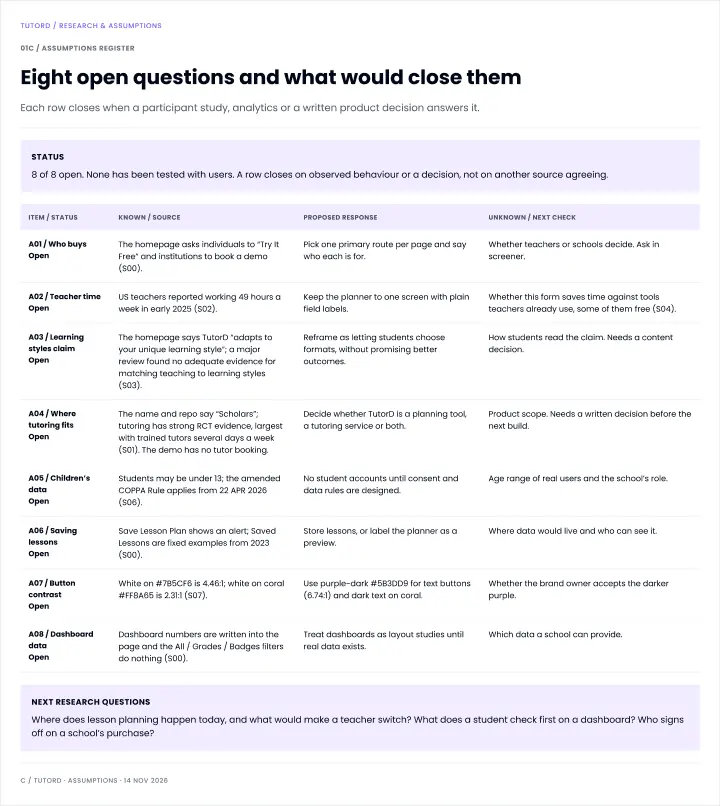 TUTORD / RESEARCH & ASSUMPTIONS
01C / ASSUMPTIONS REGISTER
Eight open questions and what would close them
Each row closes when a participant study, analytics or a written product decision answers it.
STATUS
8 of 8 open. None has been tested with users. A row closes on observed behaviour or a decision, not on another source agreeing.
ITEM / STATUS
KNOWN / SOURCE
PROPOSED RESPONSE
UNKNOWN / NEXT CHECK
A01 / Who buys
Open
The homepage asks individuals to “Try It
Free” and institutions to book a demo
(S00).
Pick one primary route per page and say
who each is for.
Whether teachers or schools decide. Ask in
screener.
A02 / Teacher time
Open
US teachers reported working 49 hours a
week in early 2025 (S02).
Keep the planner to one screen with plain
field labels.
Whether this form saves time against tools
teachers already use, some of them free (S04).
A03 / Learning
styles claim
Open
The homepage says TutorD “adapts to
your unique learning style”; a major
review found no adequate evidence for
matching teaching to learning styles
(S03).
Reframe as letting students choose
formats, without promising better
outcomes.
How students read the claim. Needs a content
decision.
A04 / Where
tutoring fits
Open
The name and repo say “Scholars”;
tutoring has strong RCT evidence, largest
with trained tutors several days a week
(S01). The demo has no tutor booking.
Decide whether TutorD is a planning tool,
a tutoring service or both.
Product scope. Needs a written decision before the
next build.
A05 / Children’s
data
Open
Students may be under 13; the amended
COPPA Rule applies from 22 APR 2026
(S06).
No student accounts until consent and
data rules are designed.
Age range of real users and the school’s role.
A06 / Saving
lessons
Open
Save Lesson Plan shows an alert; Saved
Lessons are fixed examples from 2023
(S00).
Store lessons, or label the planner as a
preview.
Where data would live and who can see it.
A07 / Button
contrast
Open
White on #7B5CF6 is 4.46:1; white on coral
#FF8A65 is 2.31:1 (S07).
Use purple-dark #5B3DD9 for text buttons
(6.74:1) and dark text on coral.
Whether the brand owner accepts the darker
purple.
A08 / Dashboard
data
Open
Dashboard numbers are written into the
page and the All / Grades / Badges filters
do nothing (S00).
Treat dashboards as layout studies until
real data exists.
Which data a school can provide.
NEXT RESEARCH QUESTIONS
Where does lesson planning happen today, and what would make a teacher switch? What does a student check first on a dashboard? Who signs
off on a school’s purchase?
C / TUTORD · ASSUMPTIONS · 14 NOV 2026